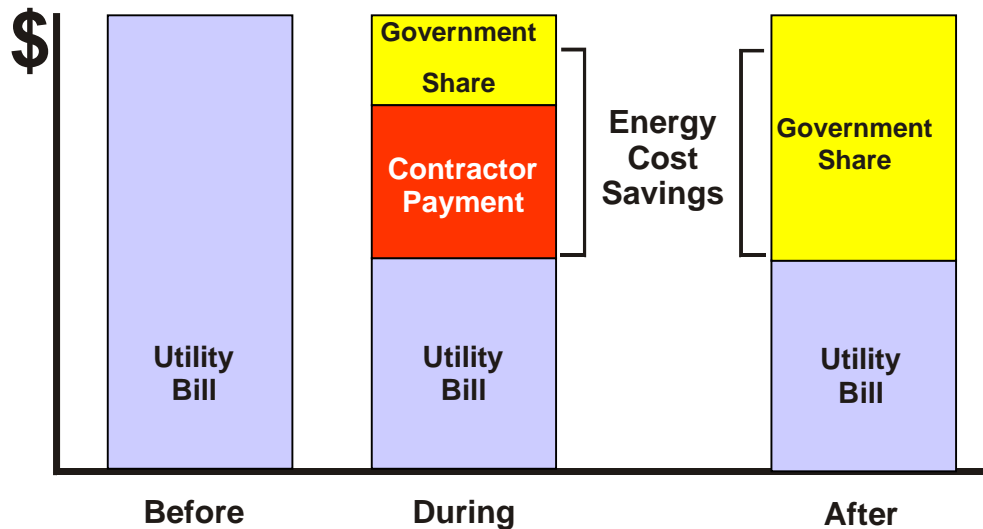 $
Government
Share
Contractor
Payment
Utility
Bill
Utility
Bill
Energy
Cost
Savings
Government
Share
Utility
Bill
Before
During
After